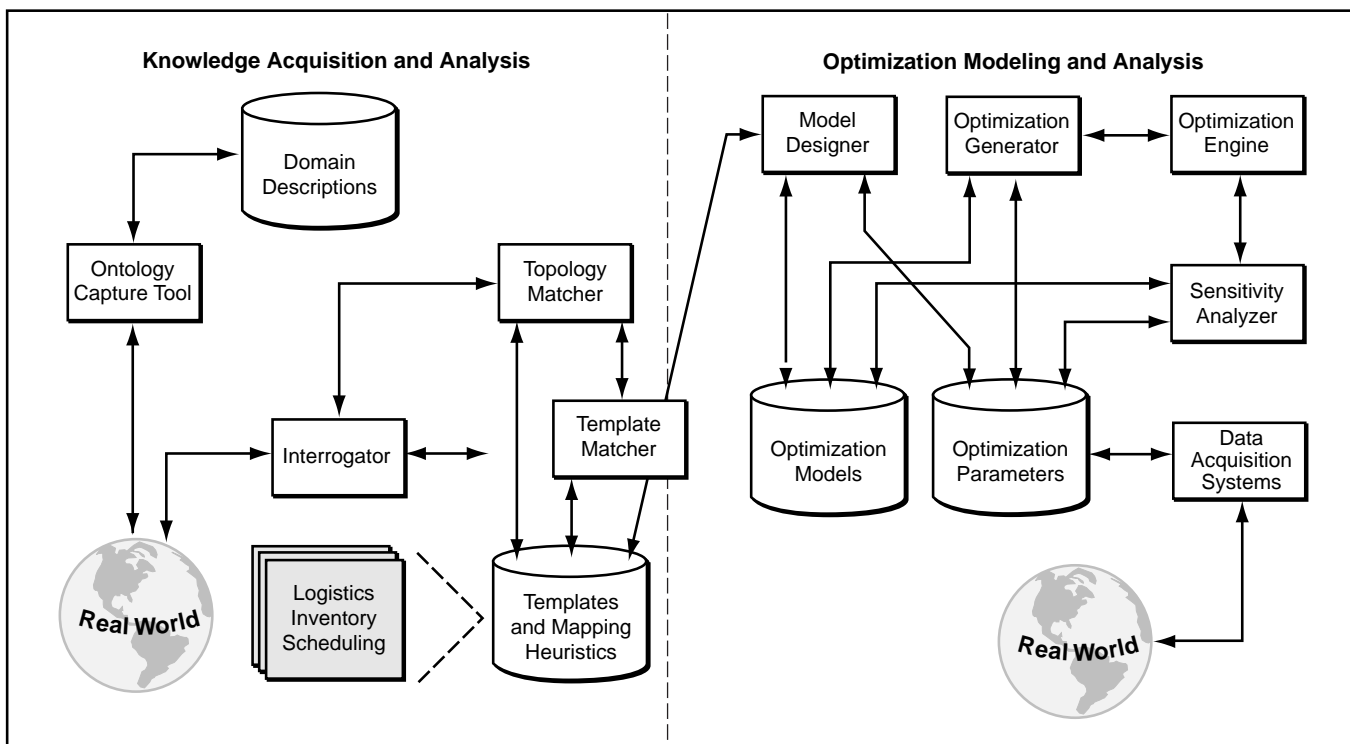 Knowledge Acquisition and Analysis
Domain
Descriptions
Ontology
Capture Tool
Topology
Matcher
Template
Matcher
Interrogator
Real World
Logistics
Inventory
Scheduling
Templates
and Mapping
Heuristics
Optimization Modeling and Analysis
Model
Designer
Optimization
Generator
Optimization
Engine
Sensitivity
Analyzer
Optimization
Models
Optimization
Parameters
Data
Acquisition
Systems
Real World